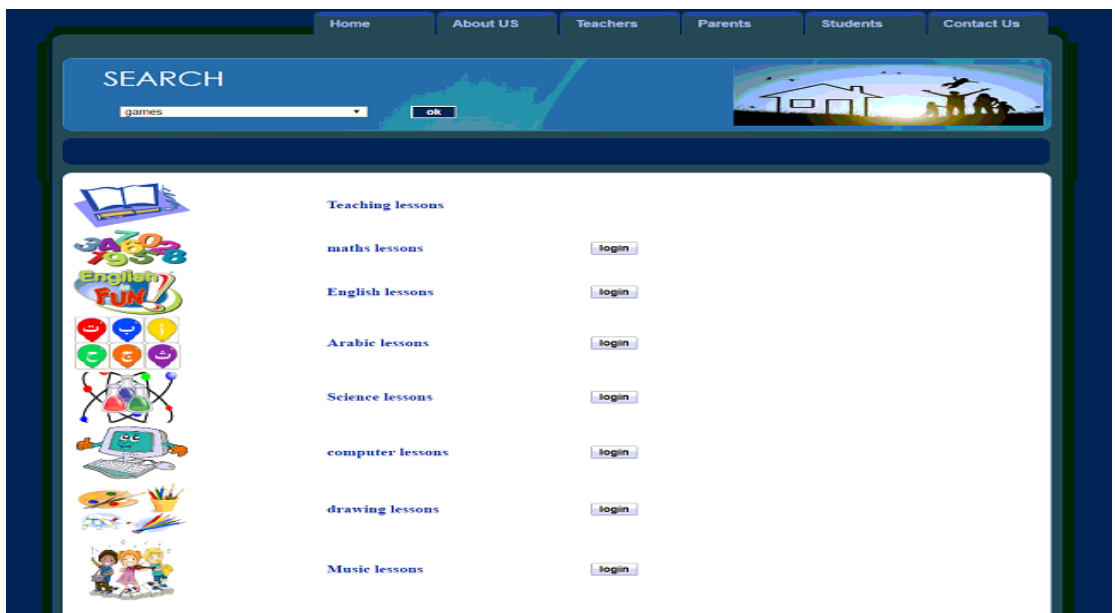 Home About US Teachers Parents Students Contact Us
SEARCH
games ok
Teaching lessons
maths lessons login
English FUN! English lessons login
أ ب ت
ث ج ح
Arabic lessons login
Science lessons login
computer lessons login
drawing lessons login
Music lessons login